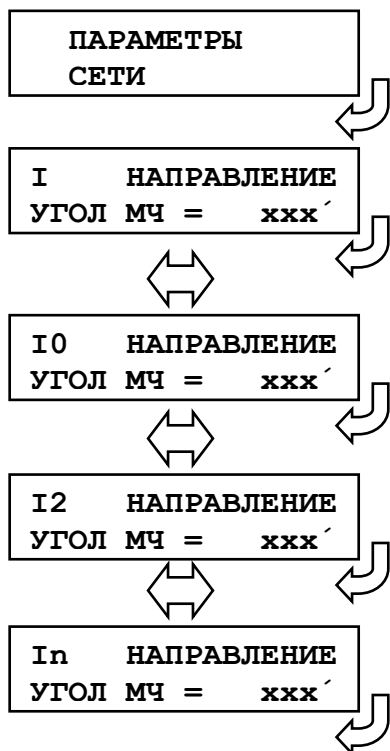 ПАРАМЕТРЫ
СЕТИ
I НАПРАВЛЕНИЕ
УГОЛ МЧ = xxx´
I0 НАПРАВЛЕНИЕ
УГОЛ МЧ = xxx´
I2 НАПРАВЛЕНИЕ
УГОЛ МЧ = xxx´
In НАПРАВЛЕНИЕ
УГОЛ МЧ = xxx´